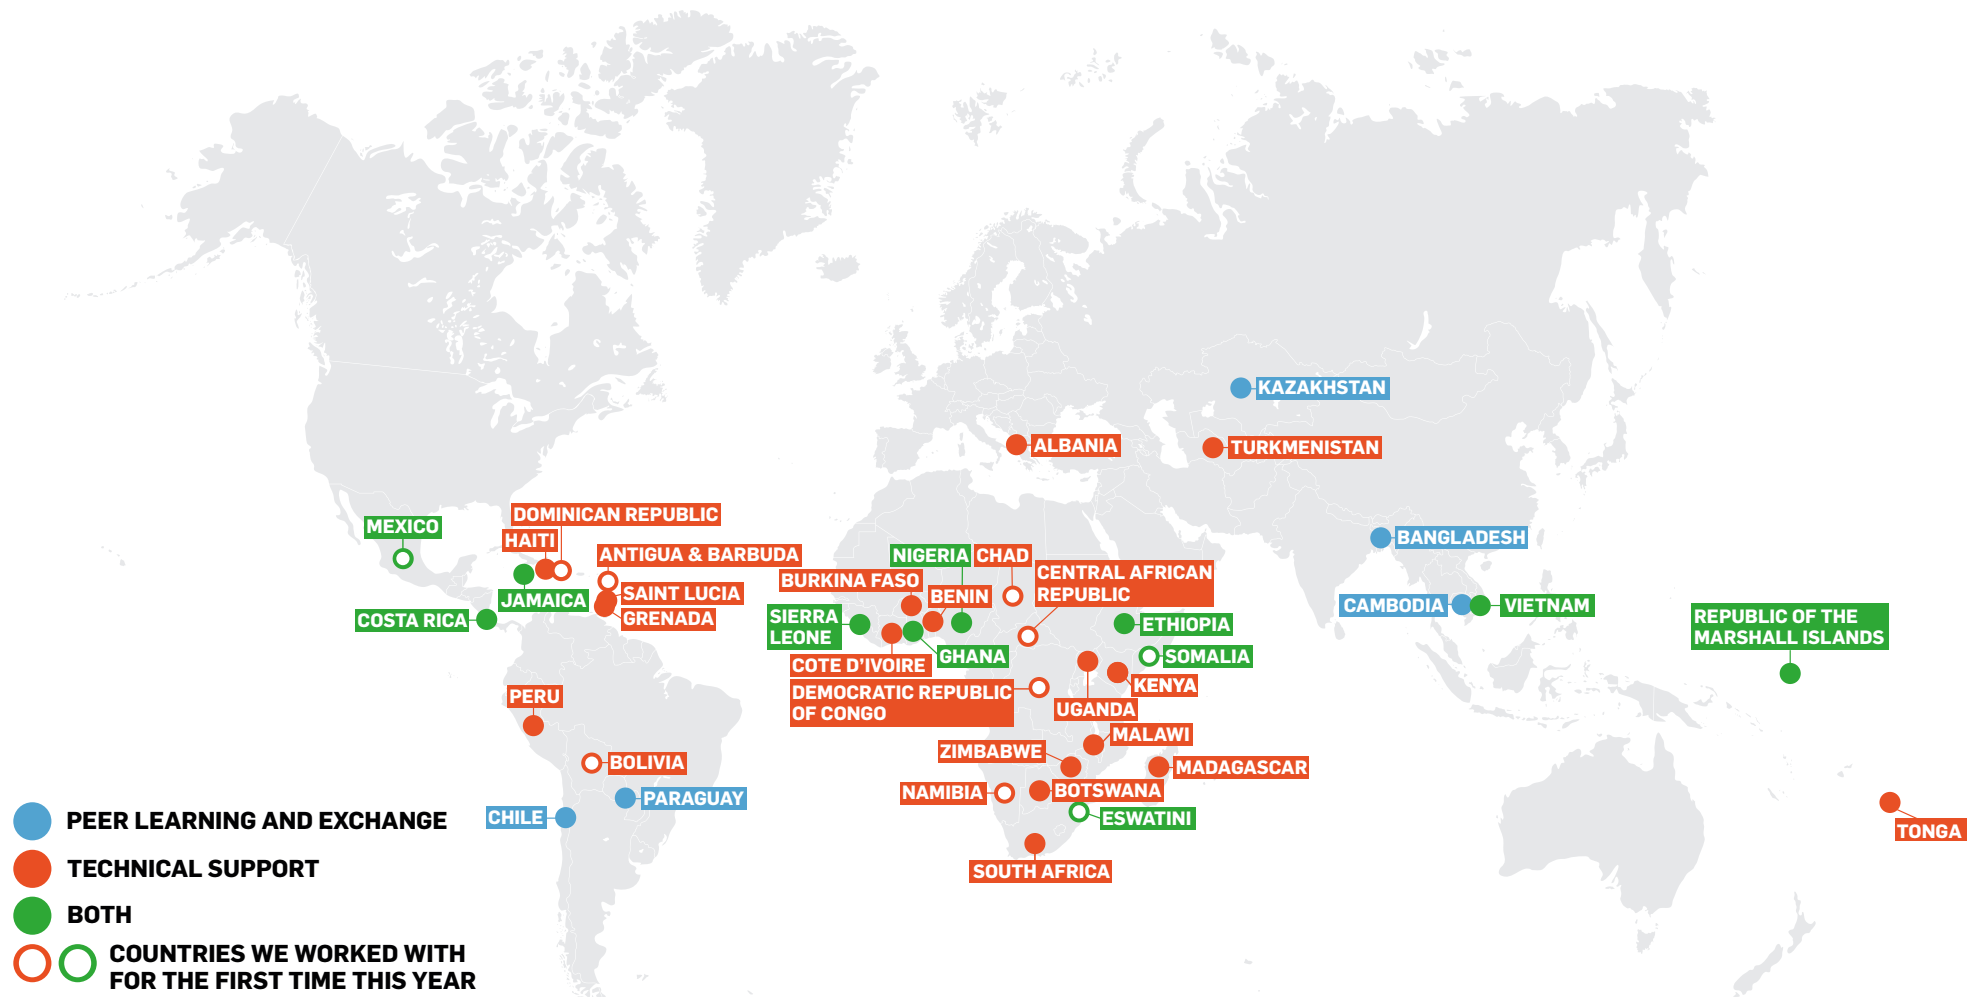 KAZAKHSTAN
ALBANIA
TURKMENISTAN
DOMINICAN REPUBLIC
MEXICO
HAITI
BANGLADESH
ANTIGUA & BARBUDA
NIGERIA
CHAD
BURKINA FASO
CENTRAL AFRICAN
REPUBLIC
SAINT LUCIA
BENIN
JAMAICA
CAMBODIA
VIETNAM
COSTA RICA
GRENADA
SIERRA
LEONE
ETHIOPIA
REPUBLIC OF THE
MARSHALL ISLANDS
GHANA
SOMALIA
COTE D'IVOIRE
KENYA
DEMOCRATIC REPUBLIC
OF CONGO
PERU
UGANDA
MALAWI
ZIMBABWE
BOLIVIA
MADAGASCAR
NAMIBIA
BOTSWANA
PARAGUAY
CHILE
ESWATINI
TONGA
SOUTH AFRICA
PEER LEARNING AND EXCHANGE
TECHNICAL SUPPORT
BOTH
COUNTRIES WE WORKED WITH
FOR THE FIRST TIME THIS YEAR